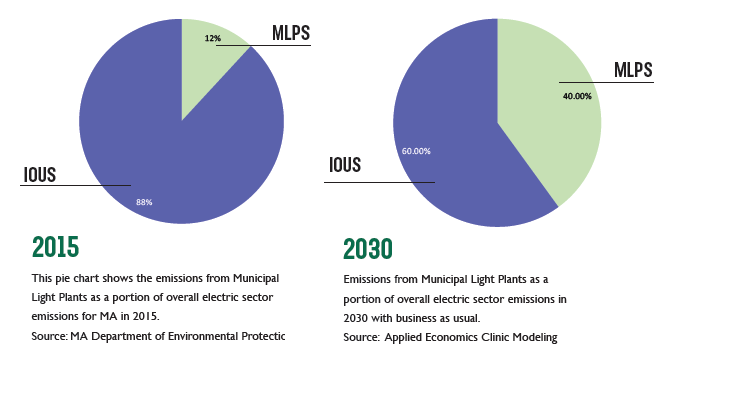 12%
MLPS
IOUS
88%
2015
This pie chart shows the emissions from Municipal
Light Plants as a portion of overall electric sector
emissions for MA in 2015.
Source: MA Department of Environmental Protectic
MLPS
40.00%
60.00%
IOUS
2030
Emissions from Municipal Light Plants as a
portion of overall electric sector emissions in
2030 with business as usual.
Source: Applied Economics Clinic Modeling